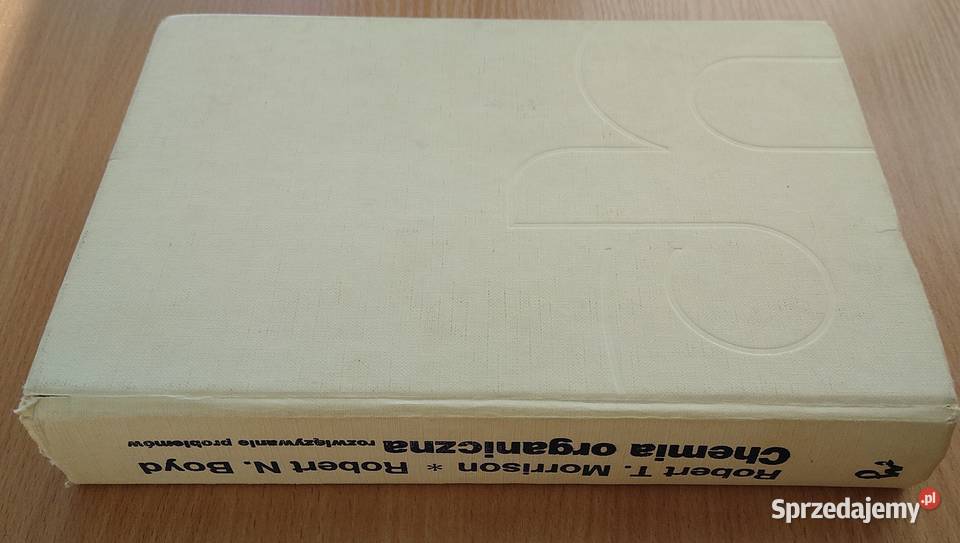 Robert T. Morrison * Robert N. Boyd
Chemia organiczna rozwiązywanie problemów
Sprzedajemy.pl